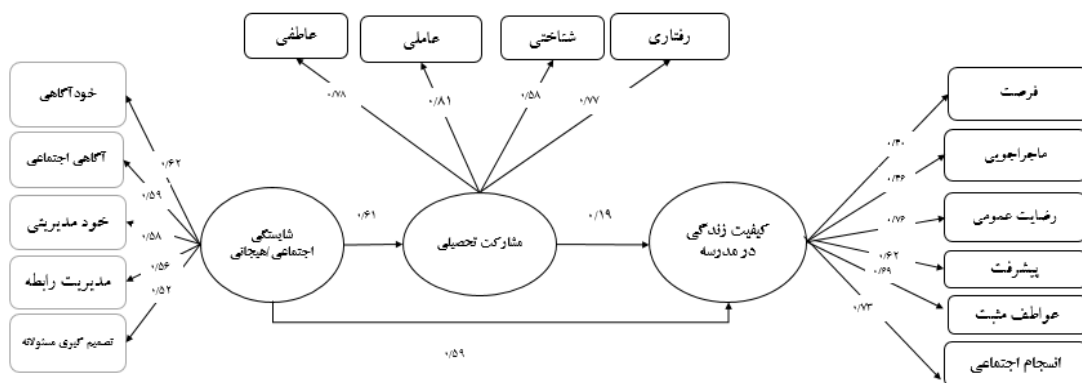 رفتاری
شناختی
عاملی
عاطفی
۰/۷۷
۰/۵۸
۰/۸۱
۰/۷۸
فرصت
ماجراجویی
رضایت عمومی
پیشرفت
عواطف مثبت
انسجام اجتماعی
۰/۴۰
۰/۴۶
۰/۷۶
۰/۶۲
۰/۶۹
۰/۷۳
کیفیت زندگی
در مدرسه
۰/۱۹
مشارکت تحصیلی
۰/۶۱
شایستگی
اجتماعی/هیجانی
۰/۵۹
۰/۶۲
۰/۵۹
۰/۵۸
۰/۵۶
۰/۵۲
خودآگاهی
آگاهی اجتماعی
خود مدیریتی
مدیریت رابطه
تصمیم گیری مسئولانه